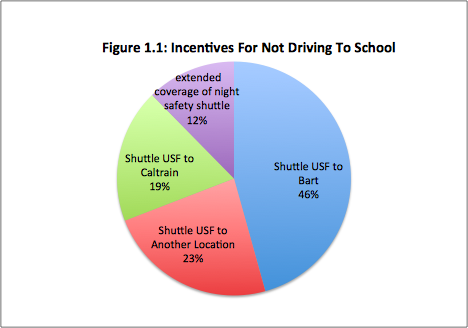 Figure 1.1: Incentives For Not Driving To School
extended
coverage of night
safety shuttle
12%
Shuttle USF to
Bart
46%
Shuttle USF to
Caltrain
19%
Shuttle USF to
Another Location
23%